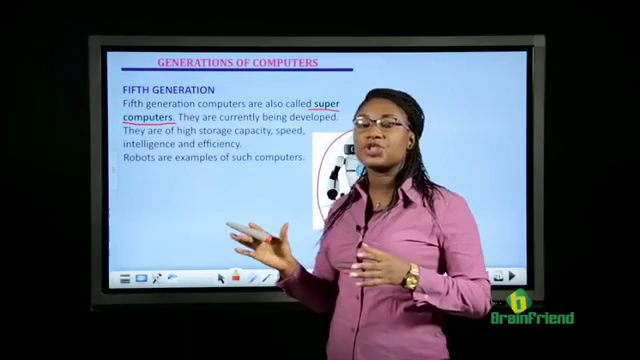 GENERATIONS OF COMPUTERS
FIFTH GENERATION
Fifth generation computers are also called super
computers. They are currently being developed.
They are of high storage capacity, speed,
intelligence and efficiency.
Robots are examples of such computers.
b
BrainFriend